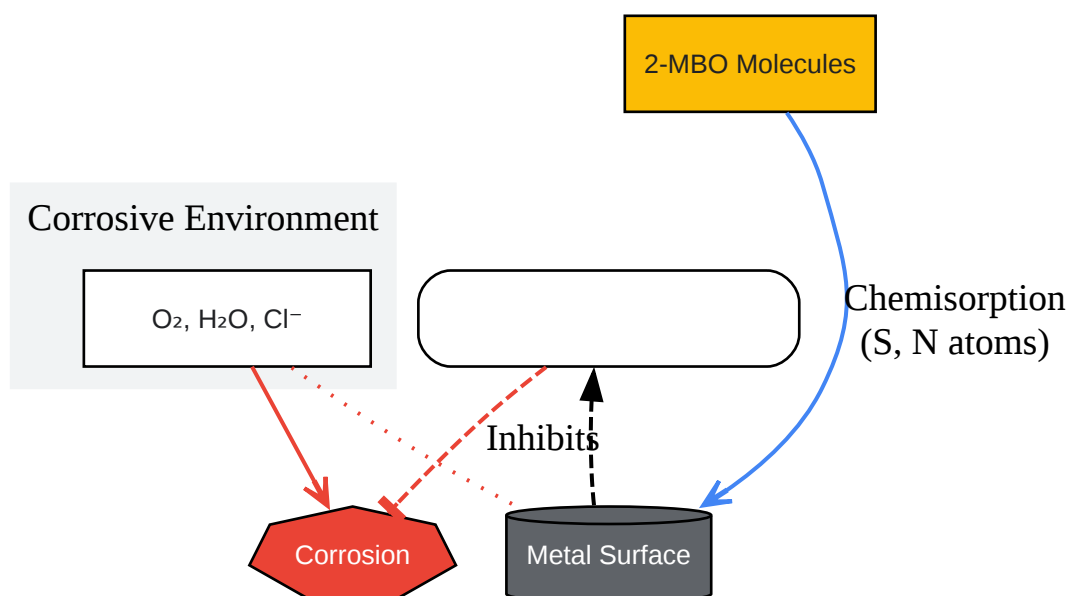 2-MBO Molecules
Corrosive Environment
O₂, H₂O, Cl⁻
Chemisorption
(S, N atoms)
Inhibits
Corrosion
Metal Surface